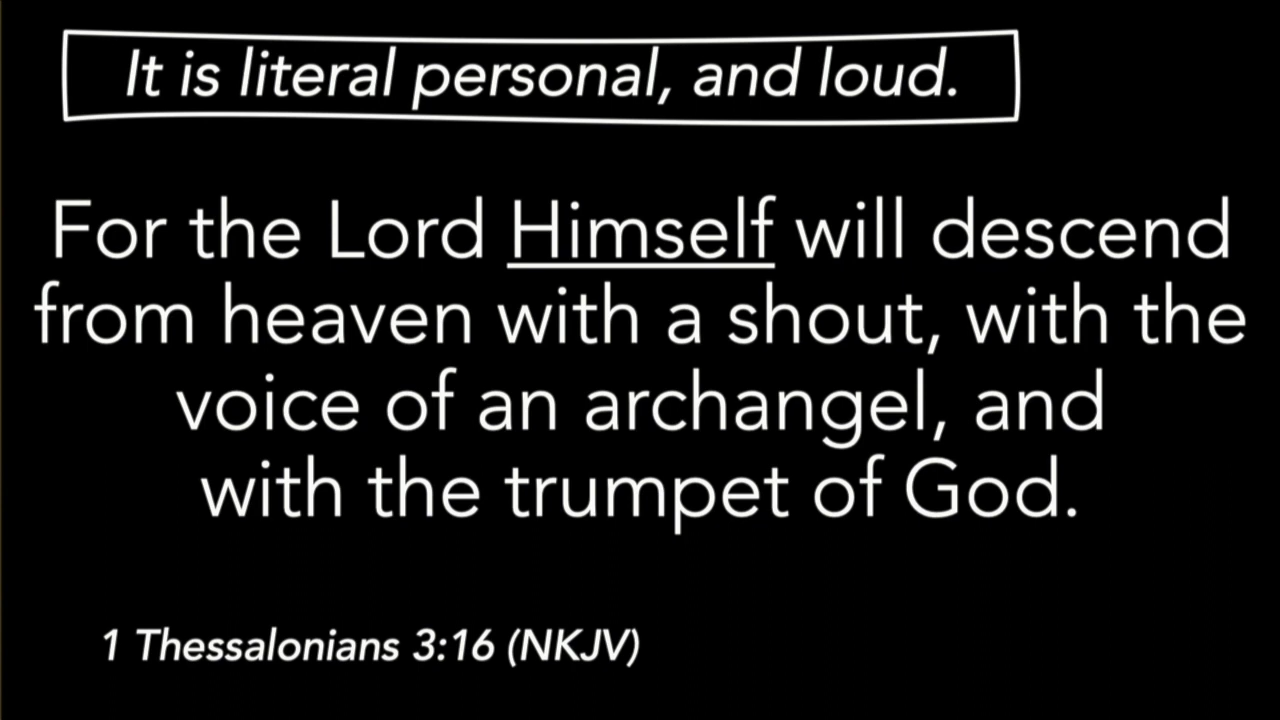 It is literal personal, and loud.
For the Lord Himself will descend
from heaven with a shout, with the
voice of an archangel, and
with the trumpet of God.
1 Thessalonians 3:16 (NKJV)